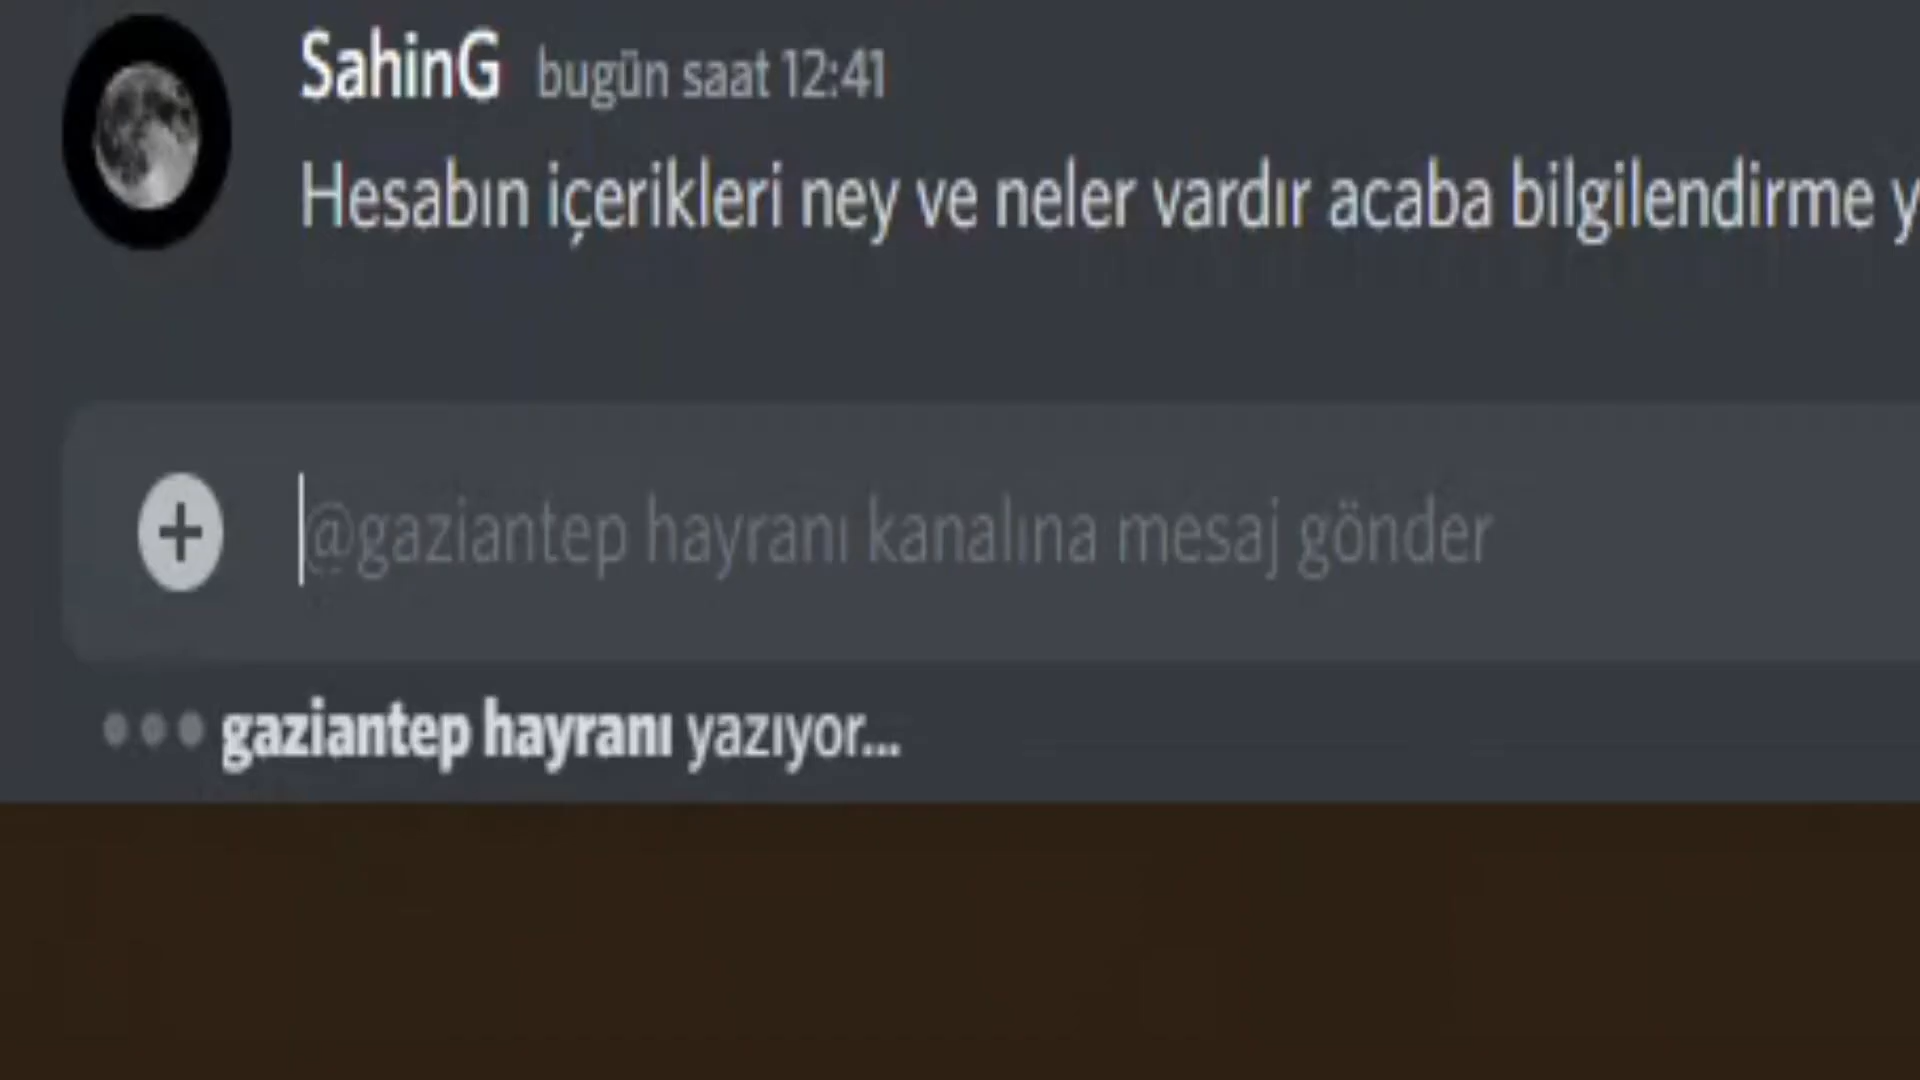 SahinG bugün saat 12:41
Hesabın içerikleri ney ve neler vardır acaba bilgilendirme y
@gaziantep hayranı kanalına mesaj gönder
gaziantep hayranı yazıyor...